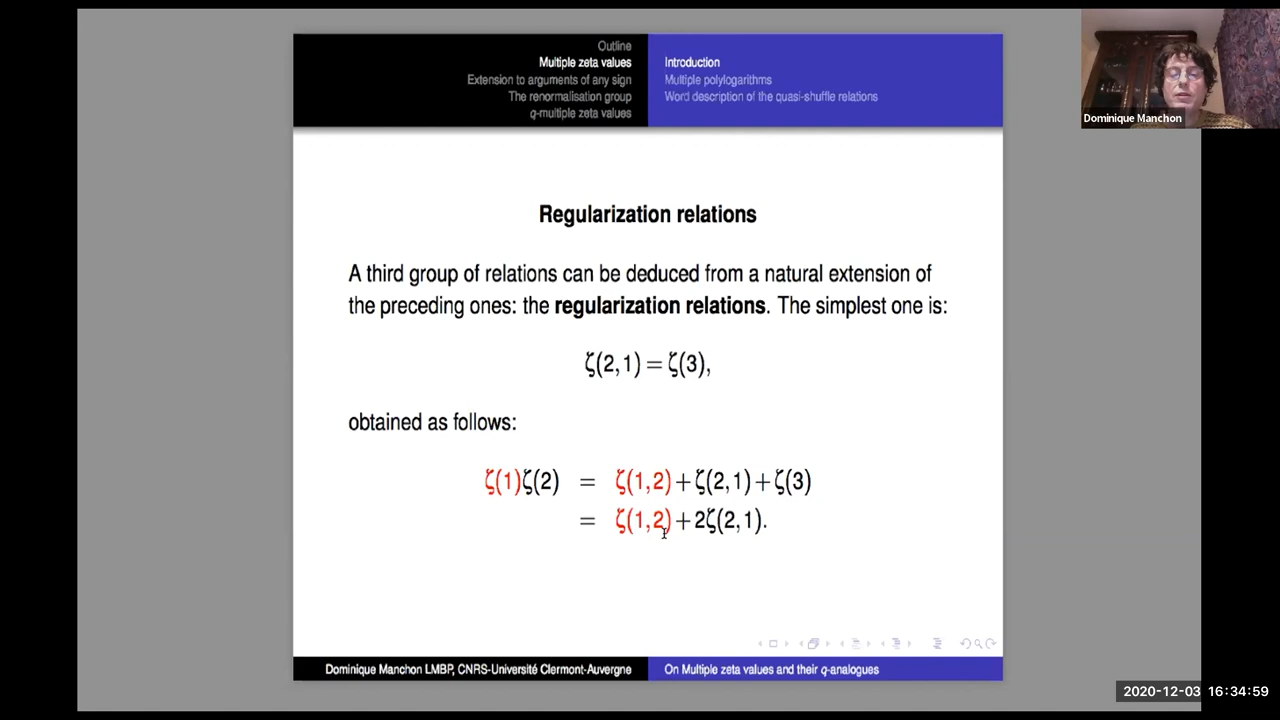 Outline
Multiple zeta values
Extension to arguments of any sign
The renormalisation group
q-multiple zeta values
Introduction
Multiple polylogarithms
Word description of the quasi-shuffle relations
Dominique Manchon
Regularization relations
A third group of relations can be deduced from a natural extension of
the preceding ones: the regularization relations. The simplest one is:
ζ(2,1) = ζ(3),
obtained as follows:
ζ(1)ζ(2) = ζ(1,2) + ζ(2,1) + ζ(3)
= ζ(1,2) + 2ζ(2,1).
Dominique Manchon LMBP, CNRS-Université Clermont-Auvergne
On Multiple zeta values and their q-analogues
2020-12-03 16:34:59